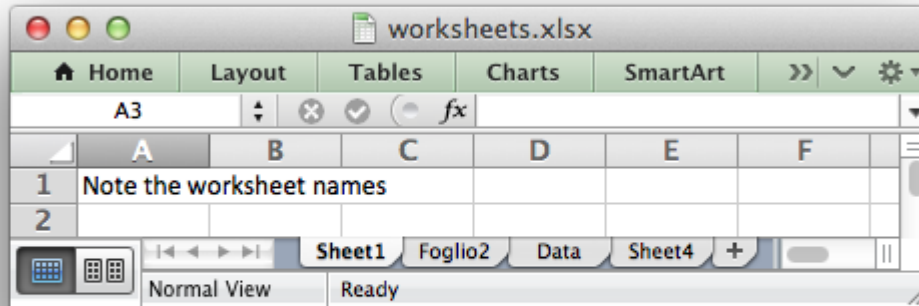 worksheets.xlsx
Home Layout Tables Charts SmartArt
A3 fx
A B C D E F
1 Note the worksheet names
2
Sheet1 Foglio2 Data Sheet4 +
Normal View Ready